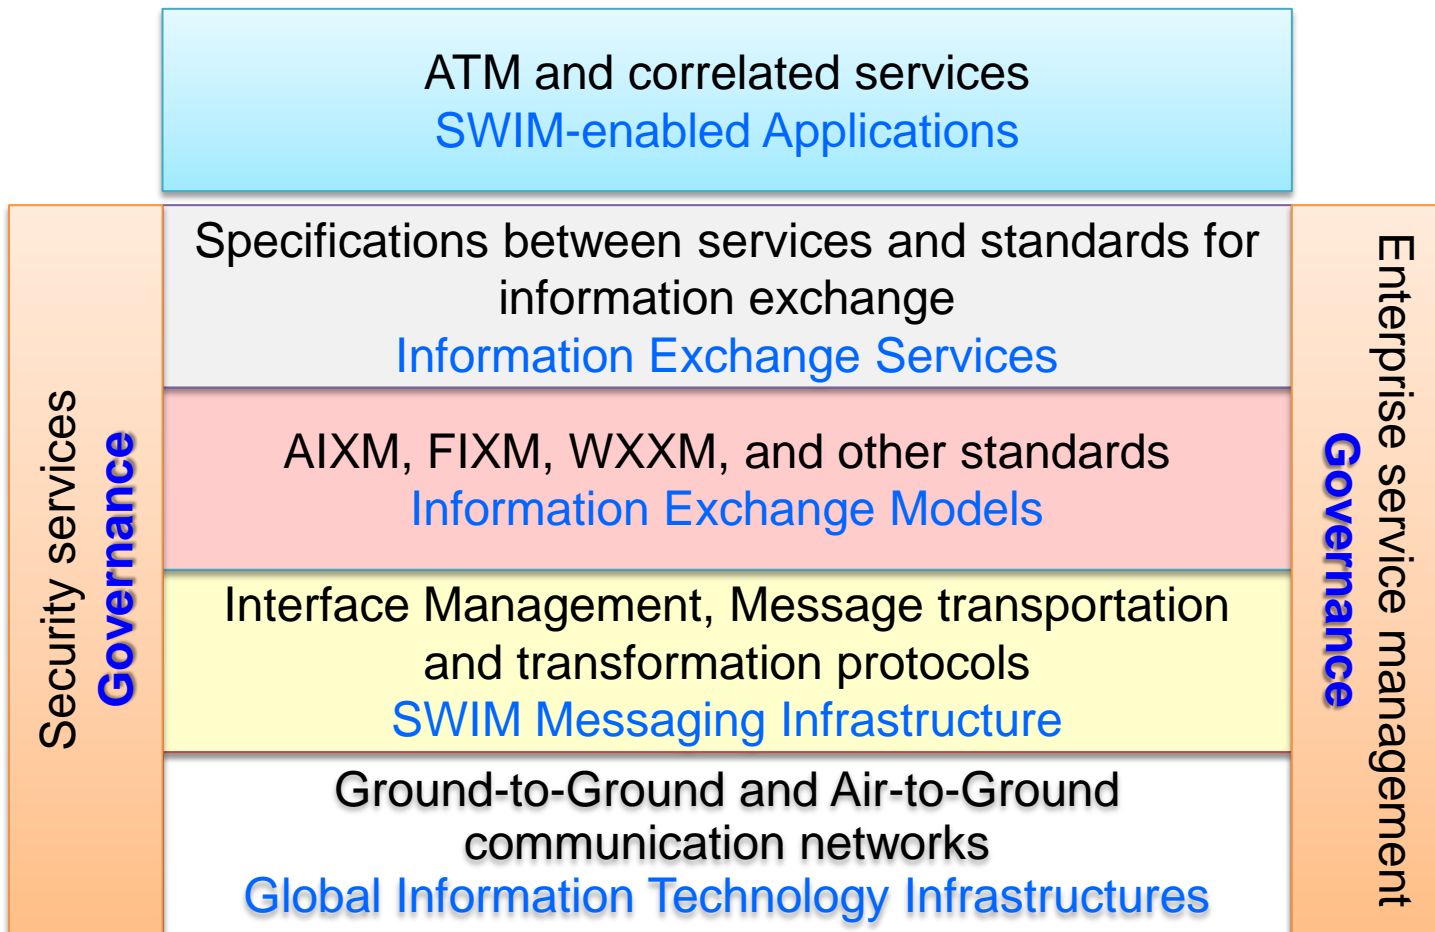 ATM and correlated services
SWIM-enabled Applications
Specifications between services and standards for
information exchange
Information Exchange Services
AIXM, FIXM, WXXM, and other standards
Information Exchange Models
Interface Management, Message transportation
and transformation protocols
SWIM Messaging Infrastructure
Ground-to-Ground and Air-to-Ground
communication networks
Global Information Technology Infrastructures
Security services
Governance
Enterprise service management
Governance